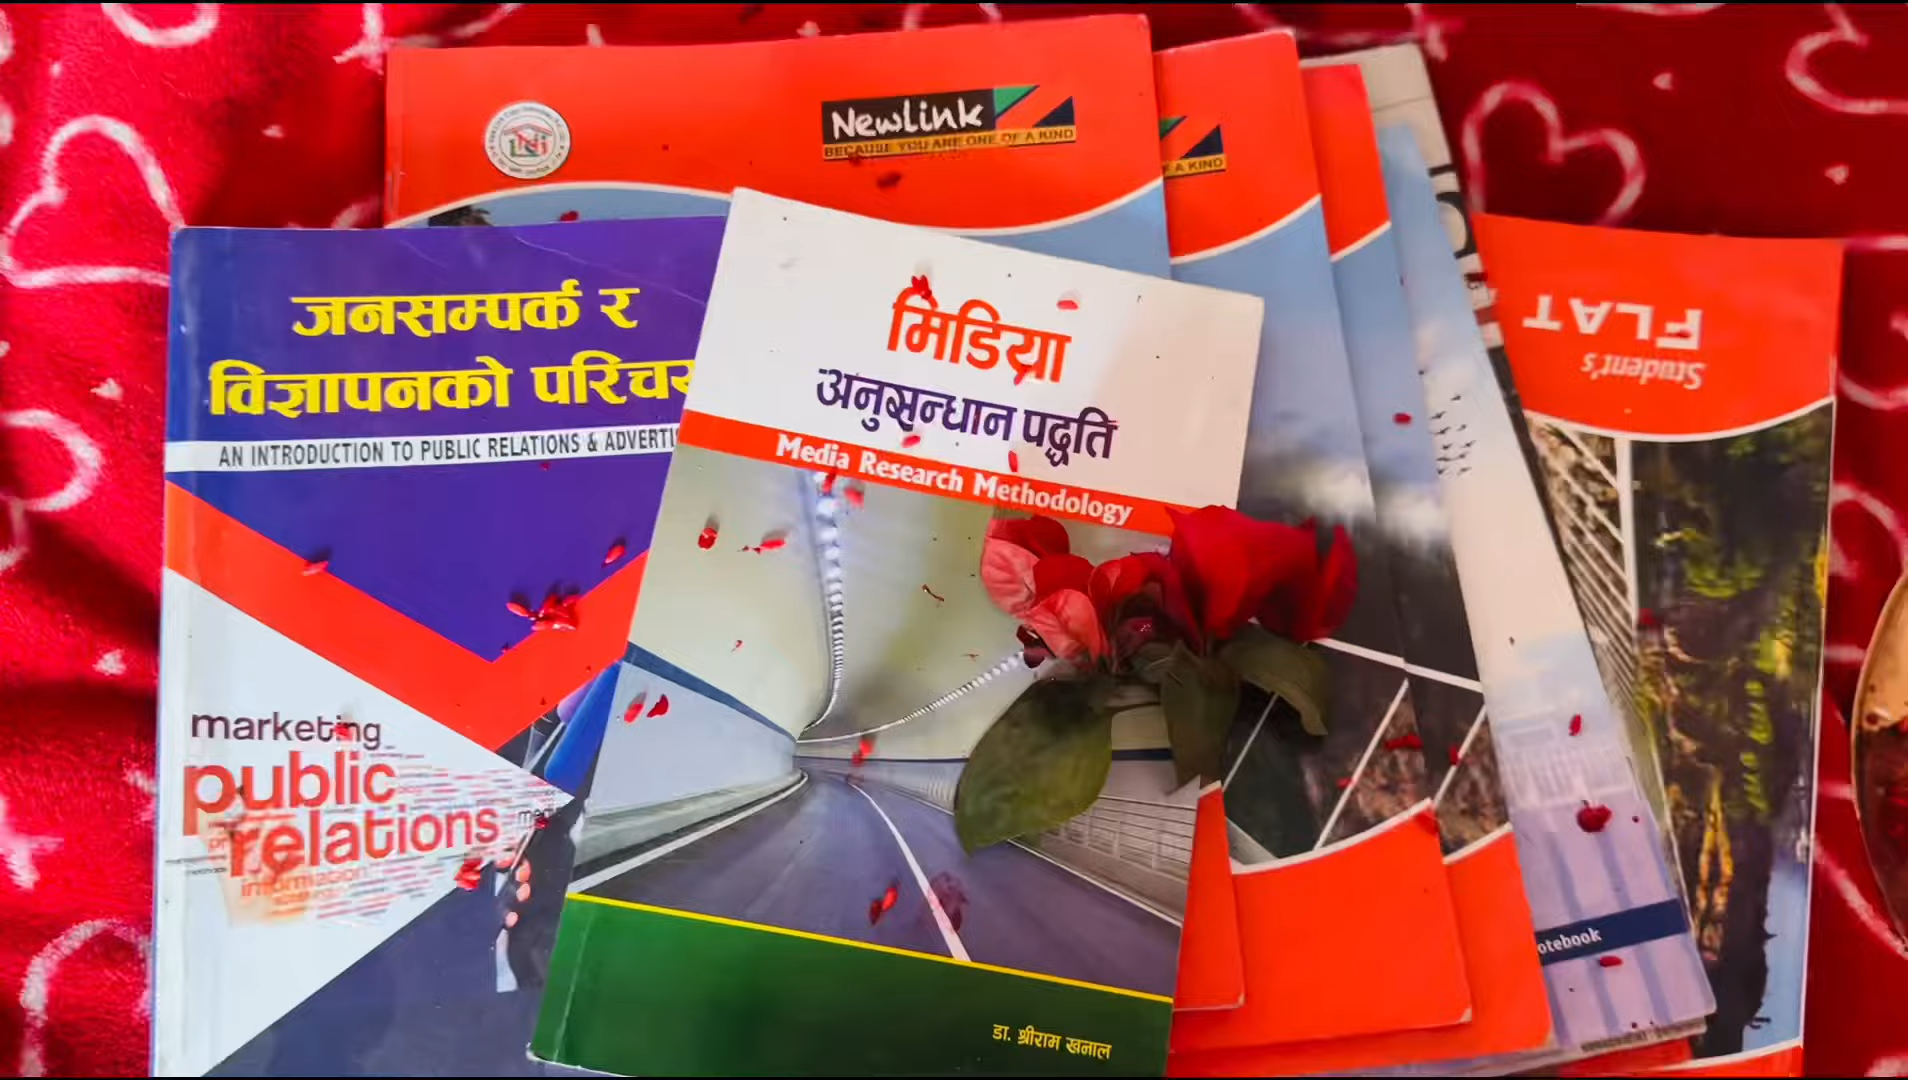 Newlink
BECAUSE YOU ARE ONE OF A KIND
F A KIND
Student's
FLAT
जनसम्पर्क र
विज्ञापनको परिचय
AN INTRODUCTION TO PUBLIC RELATIONS & ADVERTI
मिडिया
अनुसन्धान पद्धति
Media Research Methodology
marketing
public
relations
information
डा. श्रीराम खनाल
otebook